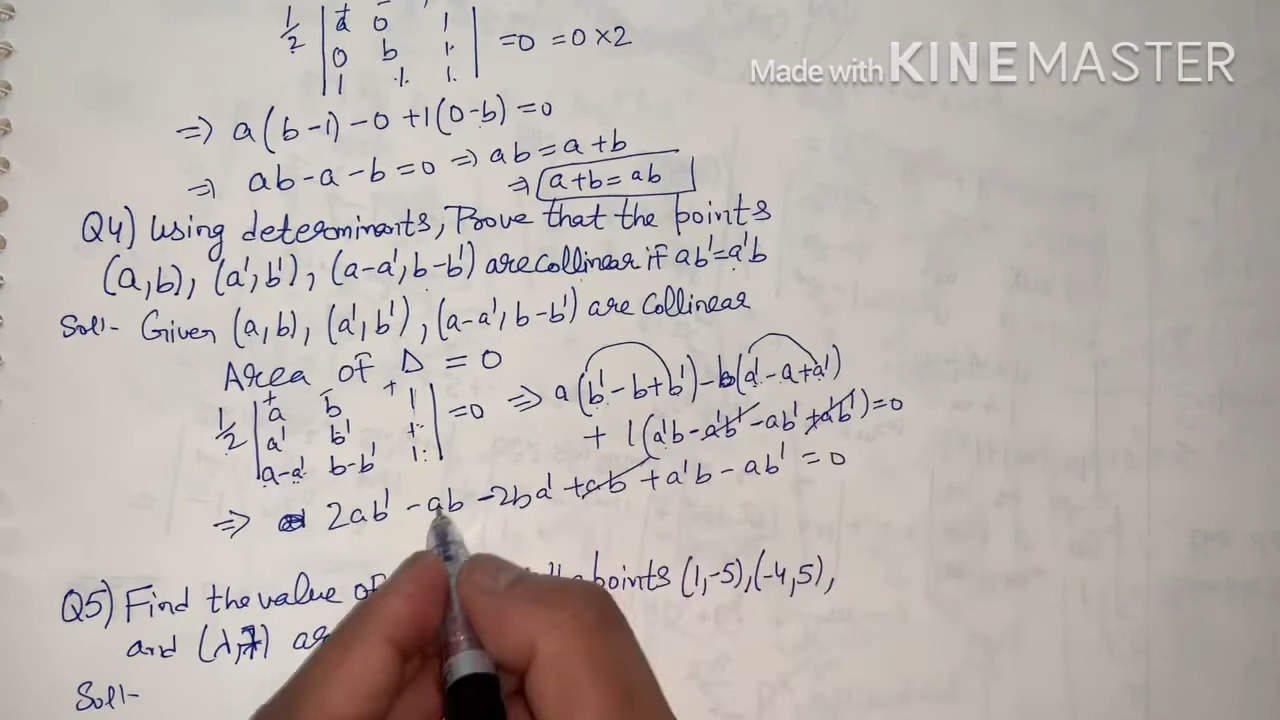 1/2 | a 0 1 | = 0 = 0 × 2
0 b 1
1 1 1
Made with KINEMASTER
⇒ a(b-1) - 0 + 1(0-b) = 0
⇒ ab - a - b = 0 ⇒ ab = a + b
⇒ a+b = ab
Q4) Using determinants, Prove that the points
(a,b), (a',b'), (a-a', b-b') are collinear if ab' = a'b
Sol:- Given (a,b), (a',b'), (a-a', b-b') are collinear
Area of Δ = 0
1/2 | a b 1 | = 0 ⇒ a(b'-b+b') - b(a'-a+a')
a' b' 1 + 1(a'b - a'b' - ab' + a'b') = 0
a-a' b-b' 1
⇒ 2ab' - ab - 2ba' + ab + a'b - ab' = 0
Q5) Find the value of points (1,-5), (-4,5),
and (λ,7) ar
Sol:-